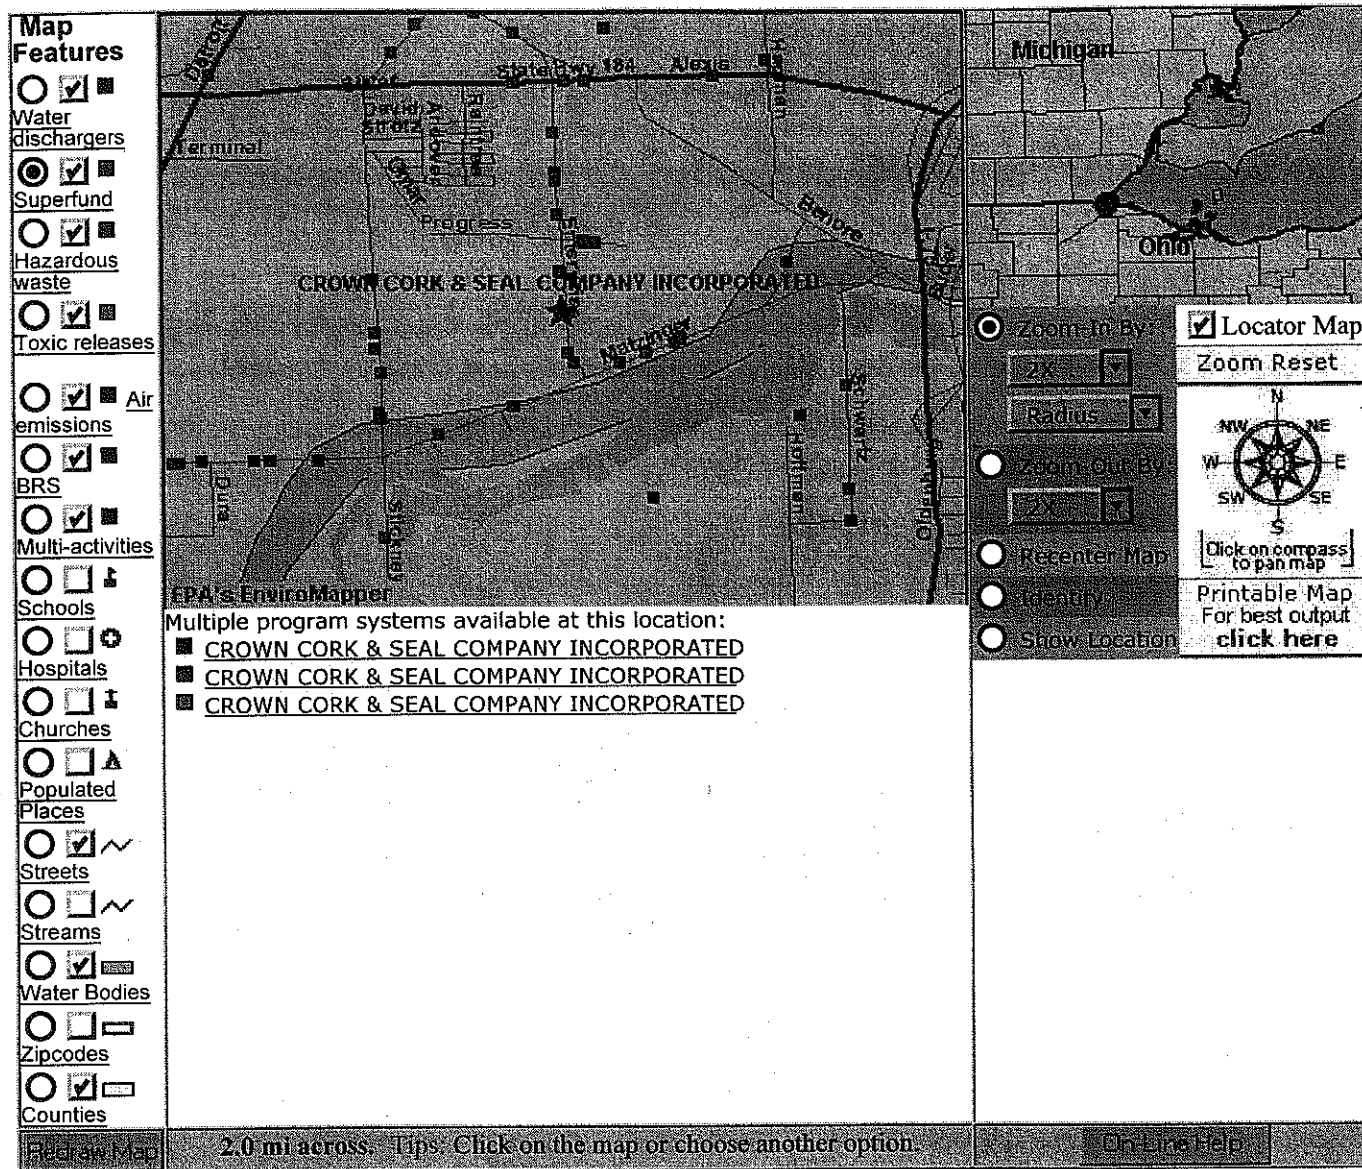 Map
Features
Water
dischargers
Superfund
Hazardous
waste
Toxic releases
Air
emissions
BRS
Multi-activities
Schools
Hospitals
Churches
Populated
Places
Streets
Streams
Water Bodies
Zipcodes
Counties
Redraw Map
Detroit
State Hwy 184
Alexis
Terminal
Progress
Benore
CROWN CORK & SEAL COMPANY INCORPORATED
Matzinger
Stickney
Hoffman
Schwartz
EPA's EnviroMapper
Multiple program systems available at this location:
CROWN CORK & SEAL COMPANY INCORPORATED
CROWN CORK & SEAL COMPANY INCORPORATED
CROWN CORK & SEAL COMPANY INCORPORATED
2.0 mi across. Tips: Click on the map or choose another option.
Michigan
Ohio
Zoom-In By:
2X
Radius
Zoom-Out By:
2X
Recenter Map
Identify
Show Location
Locator Map
Zoom Reset
N
NW NE
W E
SW SE
S
Click on compass
to pan map
Printable Map
For best output
click here
On-Line Help